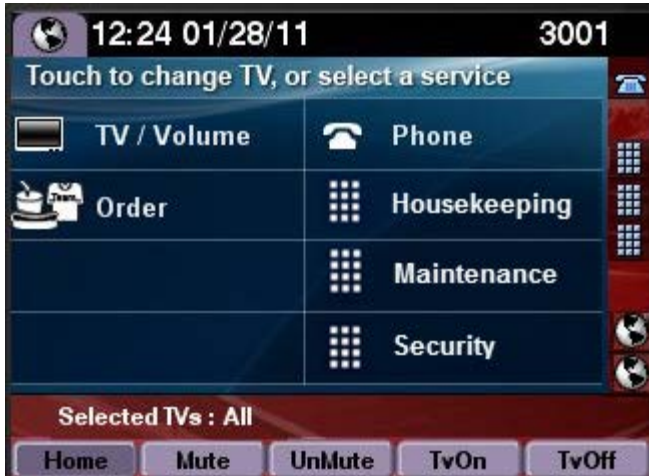 12:24 01/28/11 3001
Touch to change TV, or select a service
TV / Volume Phone
Order Housekeeping
Maintenance
Security
Selected TVs : All
Home Mute UnMute TvOn TvOff